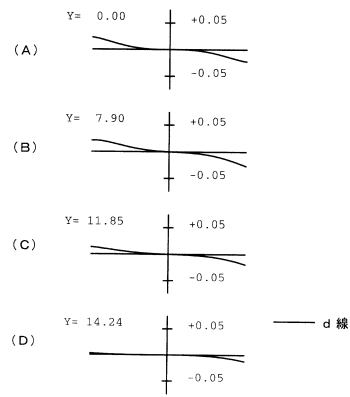 Y= 0.00
+0.05
(A)
-0.05
Y= 7.90
+0.05
(B)
-0.05
Y= 11.85
+0.05
(C)
-0.05
Y= 14.24
+0.05
d 線
(D)
-0.05